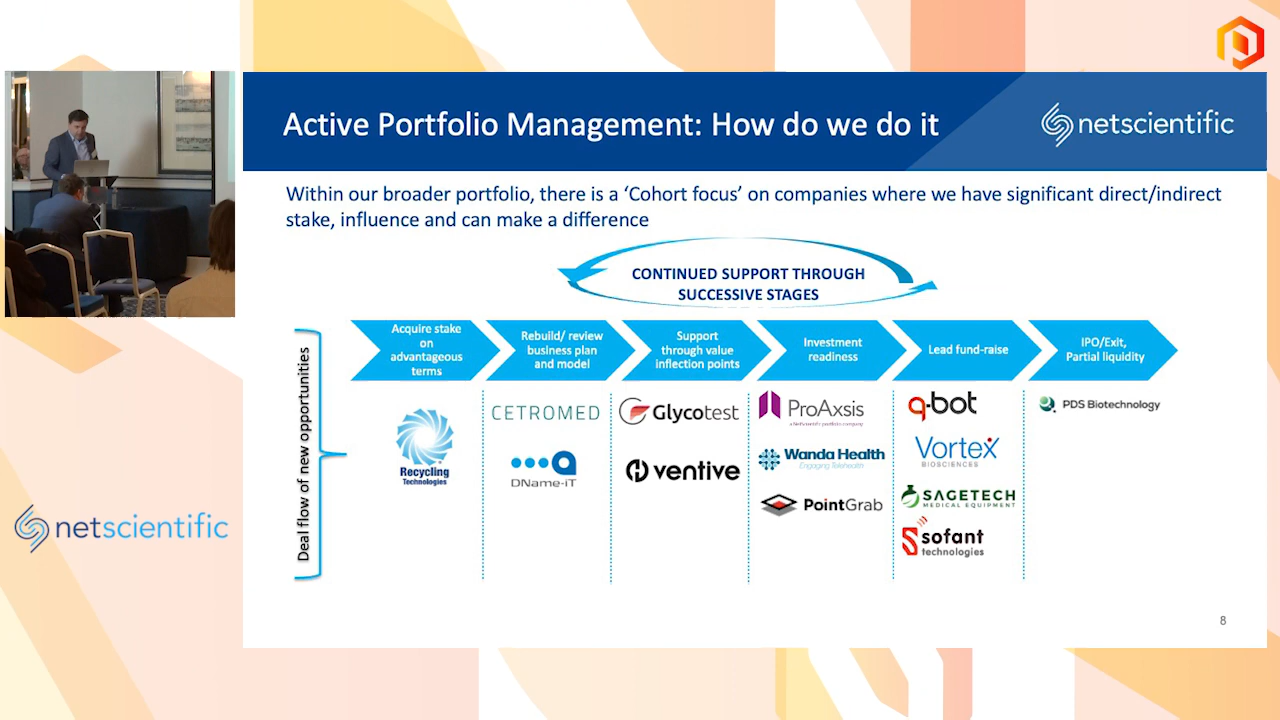 Active Portfolio Management: How do we do it
netscientific
Within our broader portfolio, there is a ‘Cohort focus’ on companies where we have significant direct/indirect
stake, influence and can make a difference
CONTINUED SUPPORT THROUGH
SUCCESSIVE STAGES
Deal flow of new opportunities
Acquire stake
on
advantageous
terms
Rebuild/ review
business plan
and model
Support
through value
inflection points
Investment
readiness
Lead fund-raise
IPO/Exit,
Partial liquidity
Recycling
Technologies
CETROMED
DName-iT
Glycotest
ventive
ProAxsis
a NetScientific portfolio company
Wanda Health
Engaging Telehealth
PointGrab
q-bot
Vortex
BIOSCIENCES
SAGETECH
MEDICAL EQUIPMENT
sofant
technologies
PDS Biotechnology
netscientific
8